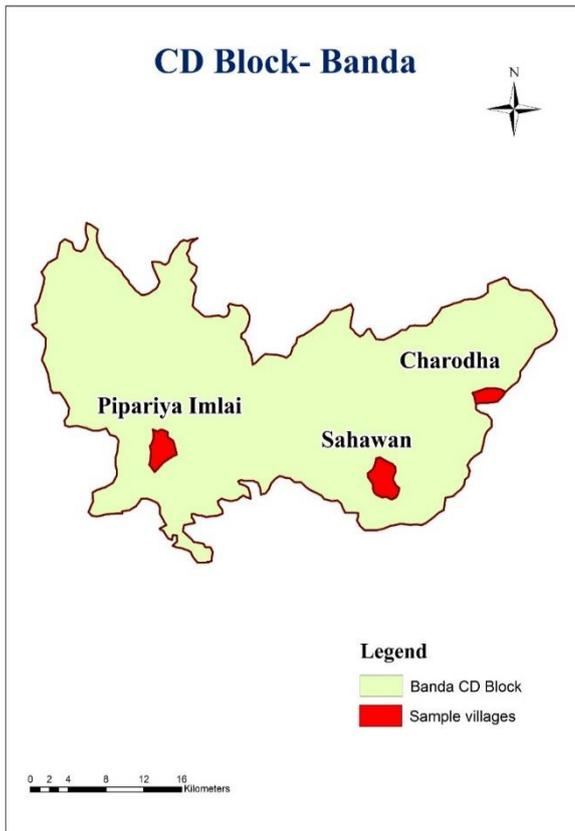 CD Block- Banda
N
Charodha
Pipariya Imlai
Sahawan
Legend
Banda CD Block
Sample villages
0 2 4 8 12 16
Kilometers